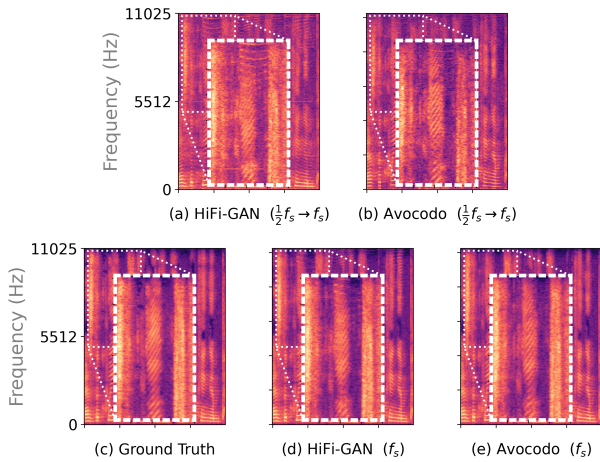 11025
Frequency (Hz)
5512
0
(a) HiFi-GAN (½fₛ→fₛ)
(b) Avocodo (½fₛ→fₛ)
11025
Frequency (Hz)
5512
0
(c) Ground Truth
(d) HiFi-GAN (fₛ)
(e) Avocodo (fₛ)